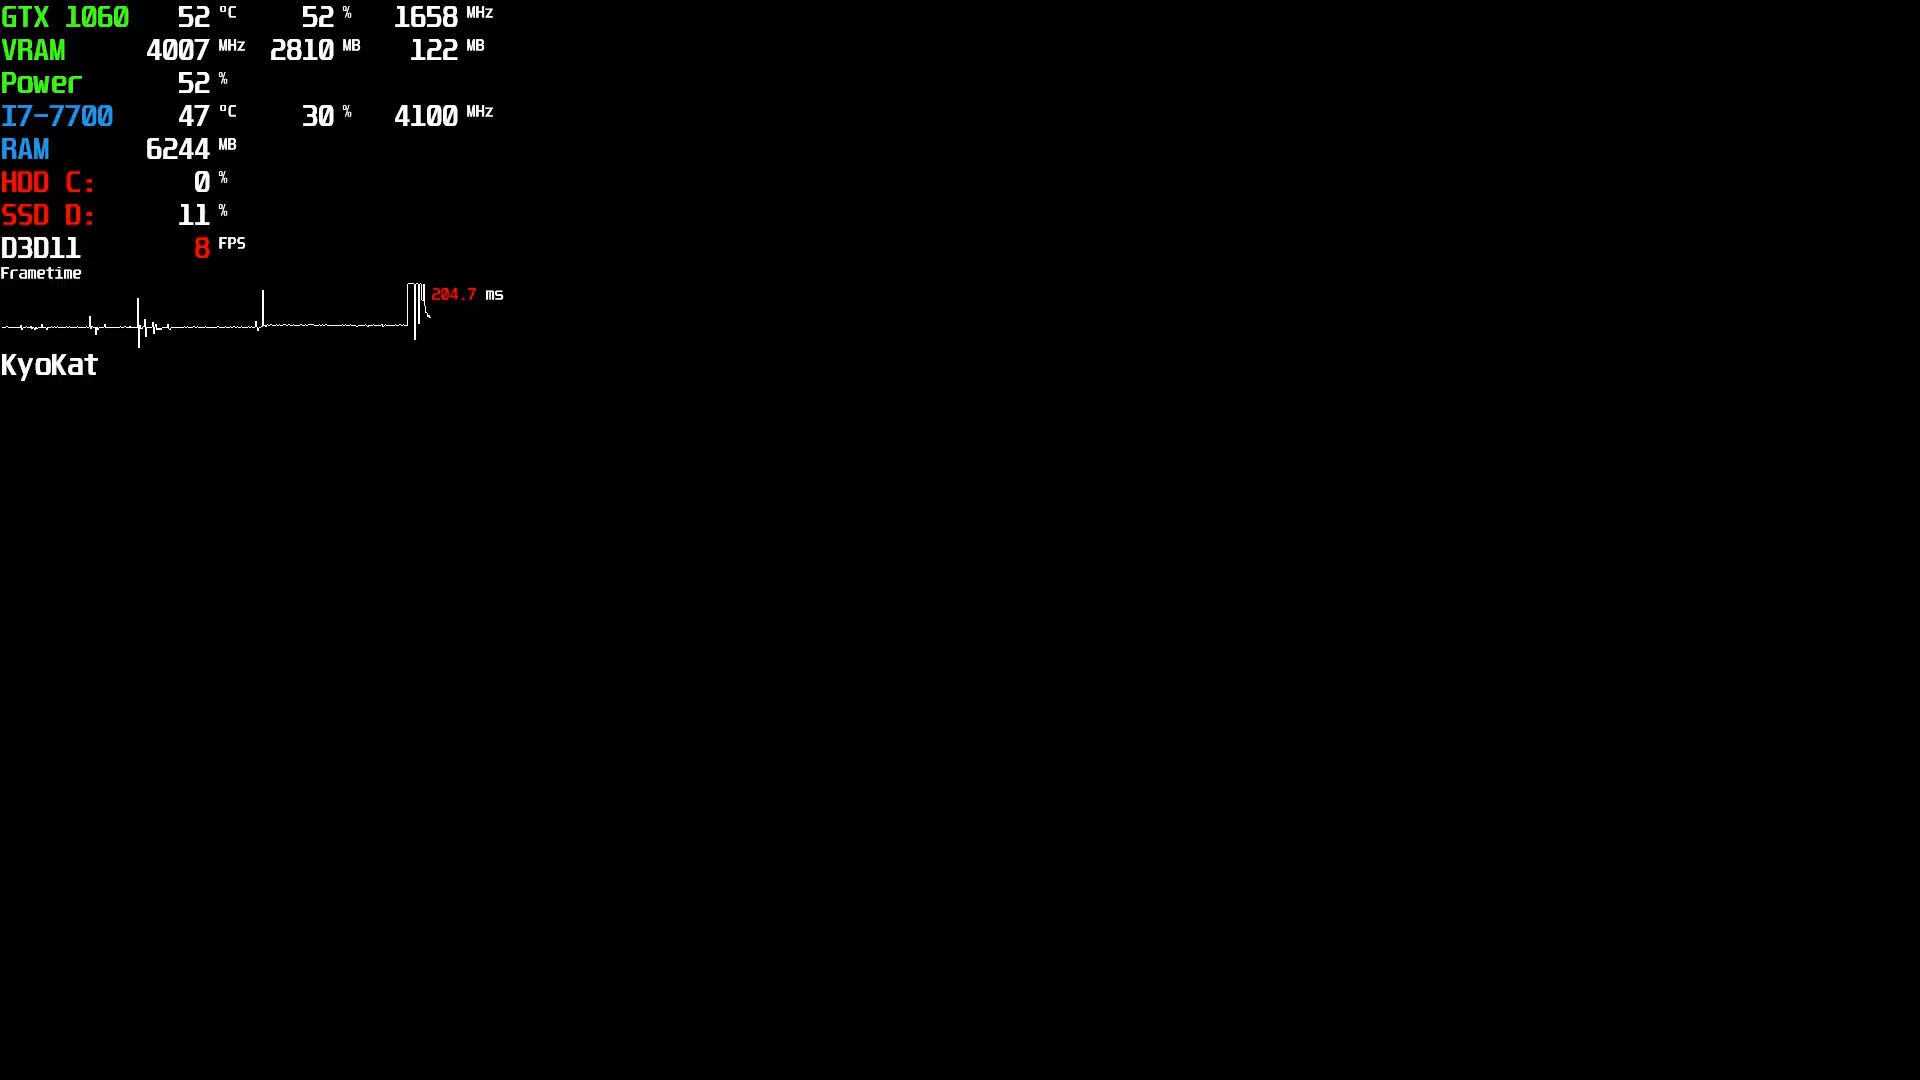 GTX 1060 52 °C 52 % 1658 MHz
VRAM 4007 MHz 2810 MB 122 MB
Power 52 %
I7-7700 47 °C 30 % 4100 MHz
RAM 6244 MB
HDD C: 0 %
SSD D: 11 %
D3D11 8 FPS
Frametime
204.7 ms
KyoKat